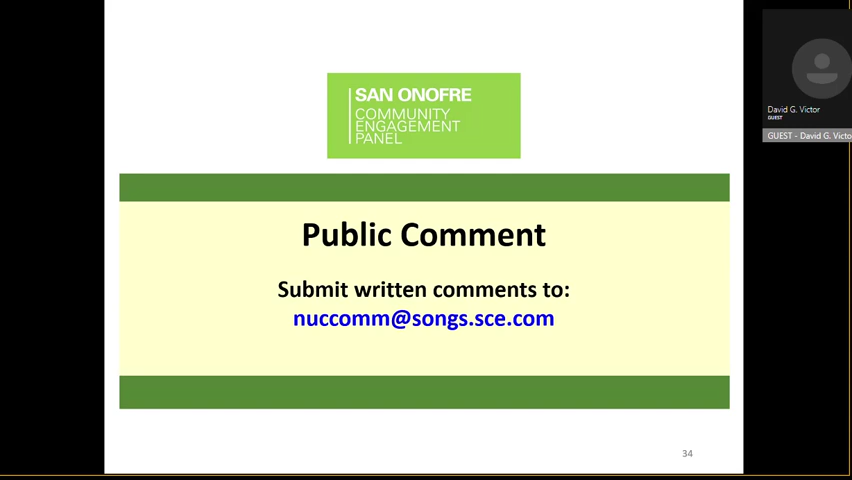 SAN ONOFRE
COMMUNITY
ENGAGEMENT
PANEL
Public Comment
Submit written comments to:
nuccomm@songs.sce.com
34
David G. Victor
GUEST
GUEST - David G. Victo